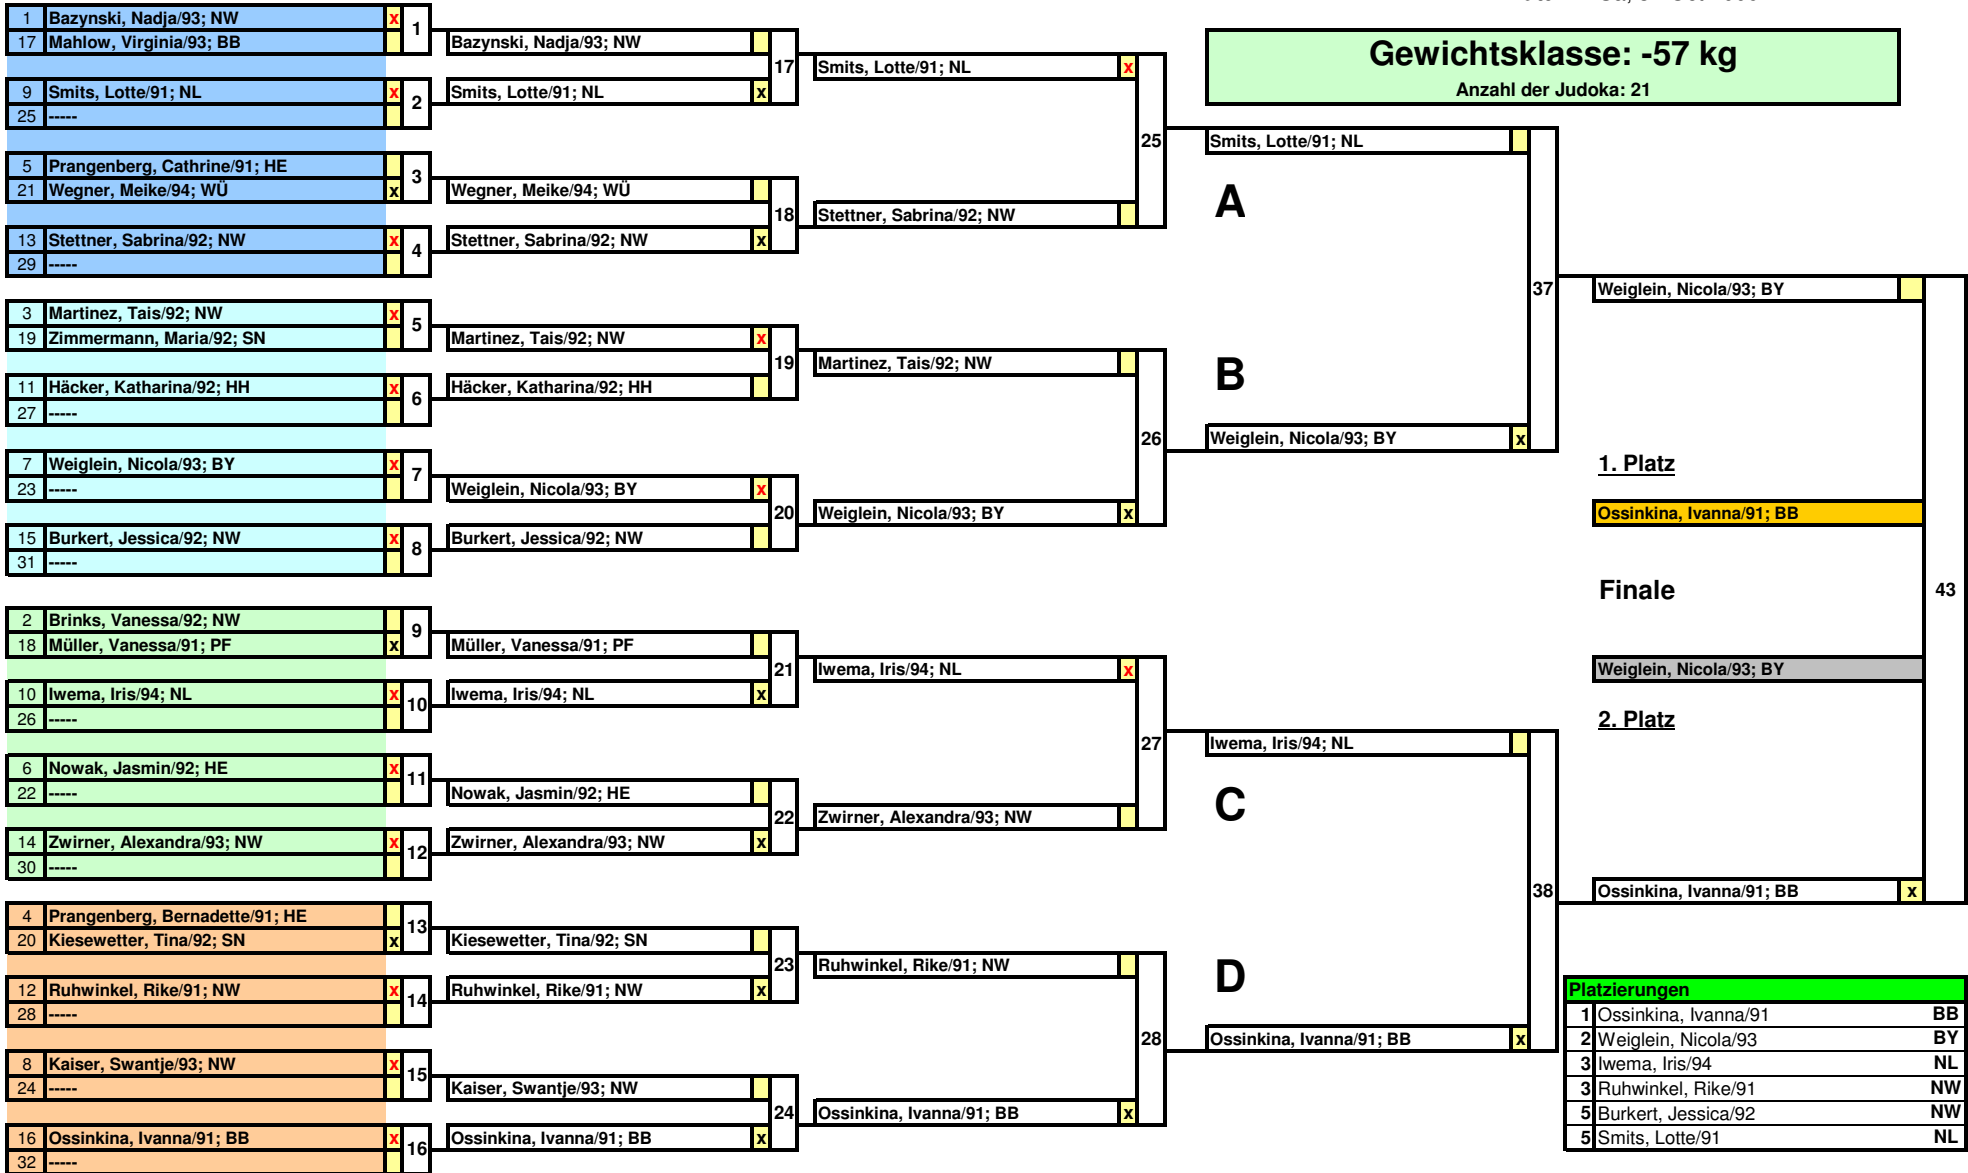 Gewichtsklasse: -57 kg
Anzahl der Judoka: 21
1 Bazynski, Nadja/93; NW x
17 Mahlow, Virginia/93; BB
1
9 Smits, Lotte/91; NL x
25 -----
2
5 Prangenberg, Cathrine/91; HE
21 Wegner, Meike/94; WÜ x
3
13 Stettner, Sabrina/92; NW x
29 -----
4
3 Martinez, Tais/92; NW x
19 Zimmermann, Maria/92; SN
5
11 Häcker, Katharina/92; HH x
27 -----
6
7 Weiglein, Nicola/93; BY x
23 -----
7
15 Burkert, Jessica/92; NW x
31 -----
8
2 Brinks, Vanessa/92; NW
18 Müller, Vanessa/91; PF x
9
10 Iwema, Iris/94; NL x
26 -----
10
6 Nowak, Jasmin/92; HE x
22 -----
11
14 Zwirner, Alexandra/93; NW x
30 -----
12
4 Prangenberg, Bernadette/91; HE
20 Kiesewetter, Tina/92; SN x
13
12 Ruhwinkel, Rike/91; NW x
28 -----
14
8 Kaiser, Swantje/93; NW x
24 -----
15
16 Ossinkina, Ivanna/91; BB x
32 -----
16
Bazynski, Nadja/93; NW
Smits, Lotte/91; NL x
17
Wegner, Meike/94; WÜ
Stettner, Sabrina/92; NW x
18
Martinez, Tais/92; NW x
Häcker, Katharina/92; HH
19
Weiglein, Nicola/93; BY x
Burkert, Jessica/92; NW
20
Müller, Vanessa/91; PF
Iwema, Iris/94; NL x
21
Nowak, Jasmin/92; HE
Zwirner, Alexandra/93; NW x
22
Kiesewetter, Tina/92; SN
Ruhwinkel, Rike/91; NW x
23
Kaiser, Swantje/93; NW
Ossinkina, Ivanna/91; BB x
24
Smits, Lotte/91; NL x
Stettner, Sabrina/92; NW
25
Martinez, Tais/92; NW
Weiglein, Nicola/93; BY x
26
Iwema, Iris/94; NL x
Zwirner, Alexandra/93; NW
27
Ruhwinkel, Rike/91; NW
Ossinkina, Ivanna/91; BB x
28
Smits, Lotte/91; NL
A
B
Weiglein, Nicola/93; BY x
37
Iwema, Iris/94; NL
C
D
Ossinkina, Ivanna/91; BB x
38
Weiglein, Nicola/93; BY
1. Platz
Ossinkina, Ivanna/91; BB
Finale
43
Weiglein, Nicola/93; BY
2. Platz
Ossinkina, Ivanna/91; BB x
Platzierungen
1 Ossinkina, Ivanna/91 BB
2 Weiglein, Nicola/93 BY
3 Iwema, Iris/94 NL
3 Ruhwinkel, Rike/91 NW
5 Burkert, Jessica/92 NW
5 Smits, Lotte/91 NL